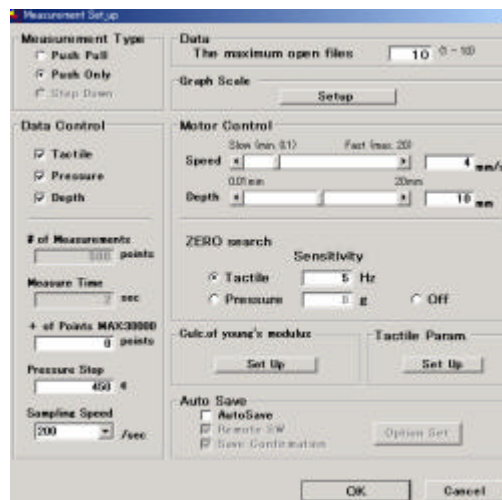 Measurement Set_up
Measurement Type
Push Pull
Push Only
Step Down
Data
The maximum open files 10 (1 - 10)
Graph Scale
Setup
Data Control
Tactile
Pressure
Depth
# of Measurements
points
Measure Time
sec
+ of Points MAX:30000
0 points
Pressure Stop
450 g
Sampling Speed
200 /sec
Motor Control
Slow (min. 0.1) Fast (max. 20)
Speed 4 mm/s
0.01min 20mm
Depth 10 mm
ZERO search
Sensitivity
Tactile 5 Hz
Pressure g Off
Culc.of young's modulus
Set Up
Tactile Param
Set Up
Auto Save
AutoSave
Remote SW
Save Confirmation
Option Set
OK Cancel